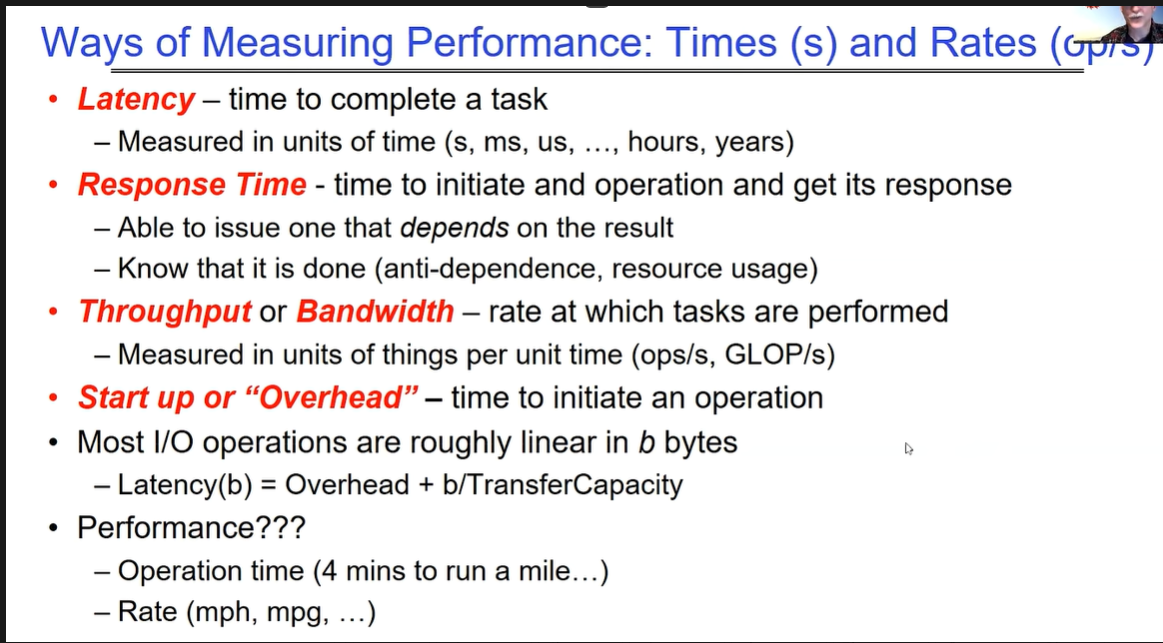 Ways of Measuring Performance: Times (s) and Rates (op/s)
• Latency – time to complete a task
– Measured in units of time (s, ms, us, …, hours, years)
• Response Time - time to initiate and operation and get its response
– Able to issue one that depends on the result
– Know that it is done (anti-dependence, resource usage)
• Throughput or Bandwidth – rate at which tasks are performed
– Measured in units of things per unit time (ops/s, GLOP/s)
• Start up or “Overhead” – time to initiate an operation
• Most I/O operations are roughly linear in b bytes
– Latency(b) = Overhead + b/TransferCapacity
• Performance???
– Operation time (4 mins to run a mile…)
– Rate (mph, mpg, …)